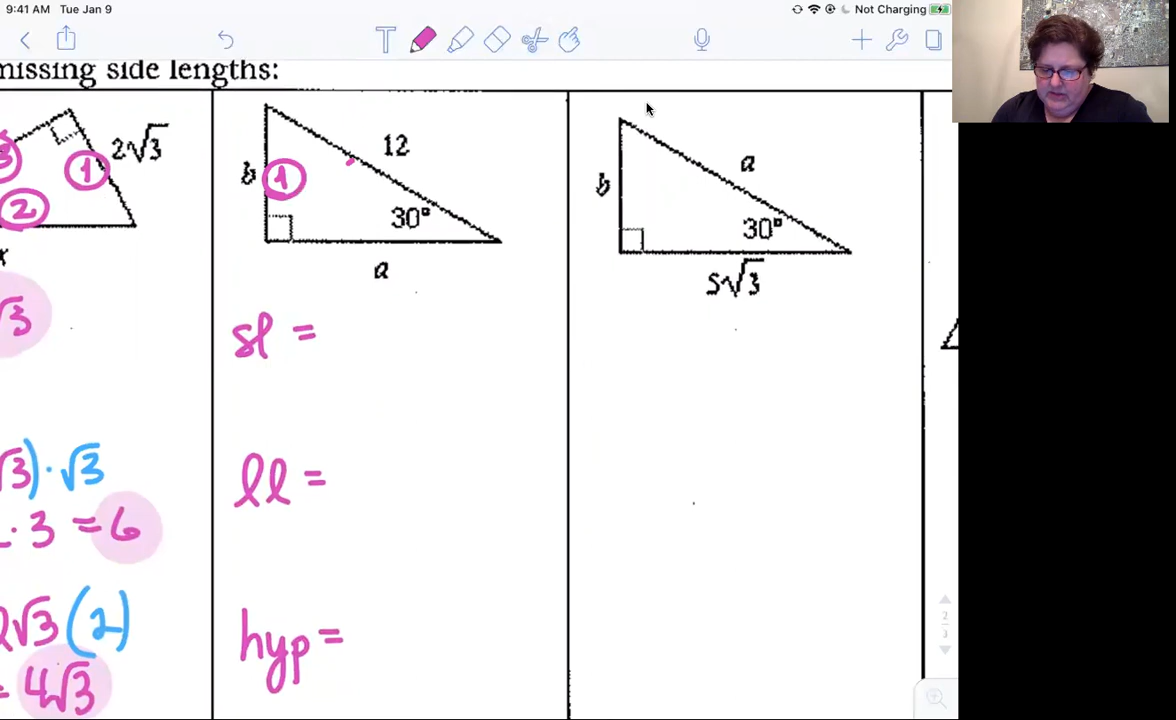 9:41 AM Tue Jan 9
Not Charging
T
missing side lengths:
2√3
1
2
√3
√3) · √3
· 3 = 6
2√3 (2)
= 4√3
12
b
1
30°
a
sl =
ll =
hyp =
a
b
30°
5√3
2
3